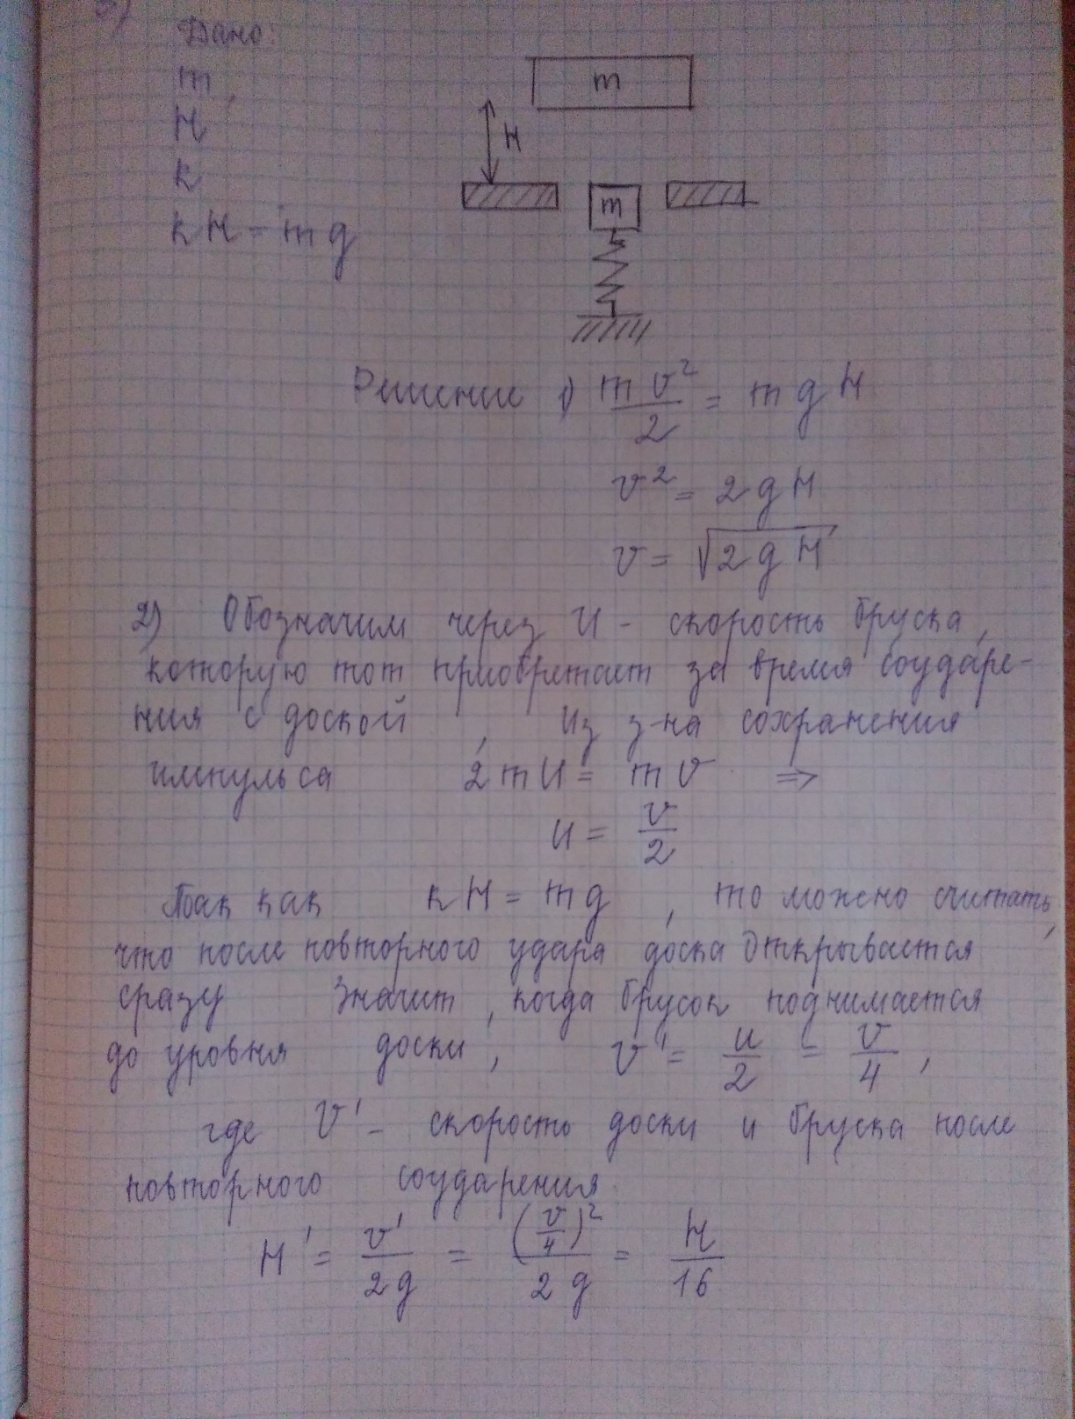 3)
Дано:
m
H
k
kH = mg
m
H
m
Решение 1) mv²/2 = mgH
v² = 2gH
v = √2gH
2) Обозначим через U - скорость бруска,
которую тот приобретает за время соударе-
ния с доской, из з-на сохранения
импульса 2mU = mv ⇒
U = v/2
Так как kH = mg, то можно считать,
что после повторного удара доска открывается
сразу Значит, когда брусок поднимается
до уровня доски, v' = U/2 = v/4,
где V' - скорость доски и бруска после
повторного соударения.
H' = v'/2g = (v/4)²/2g = H/16